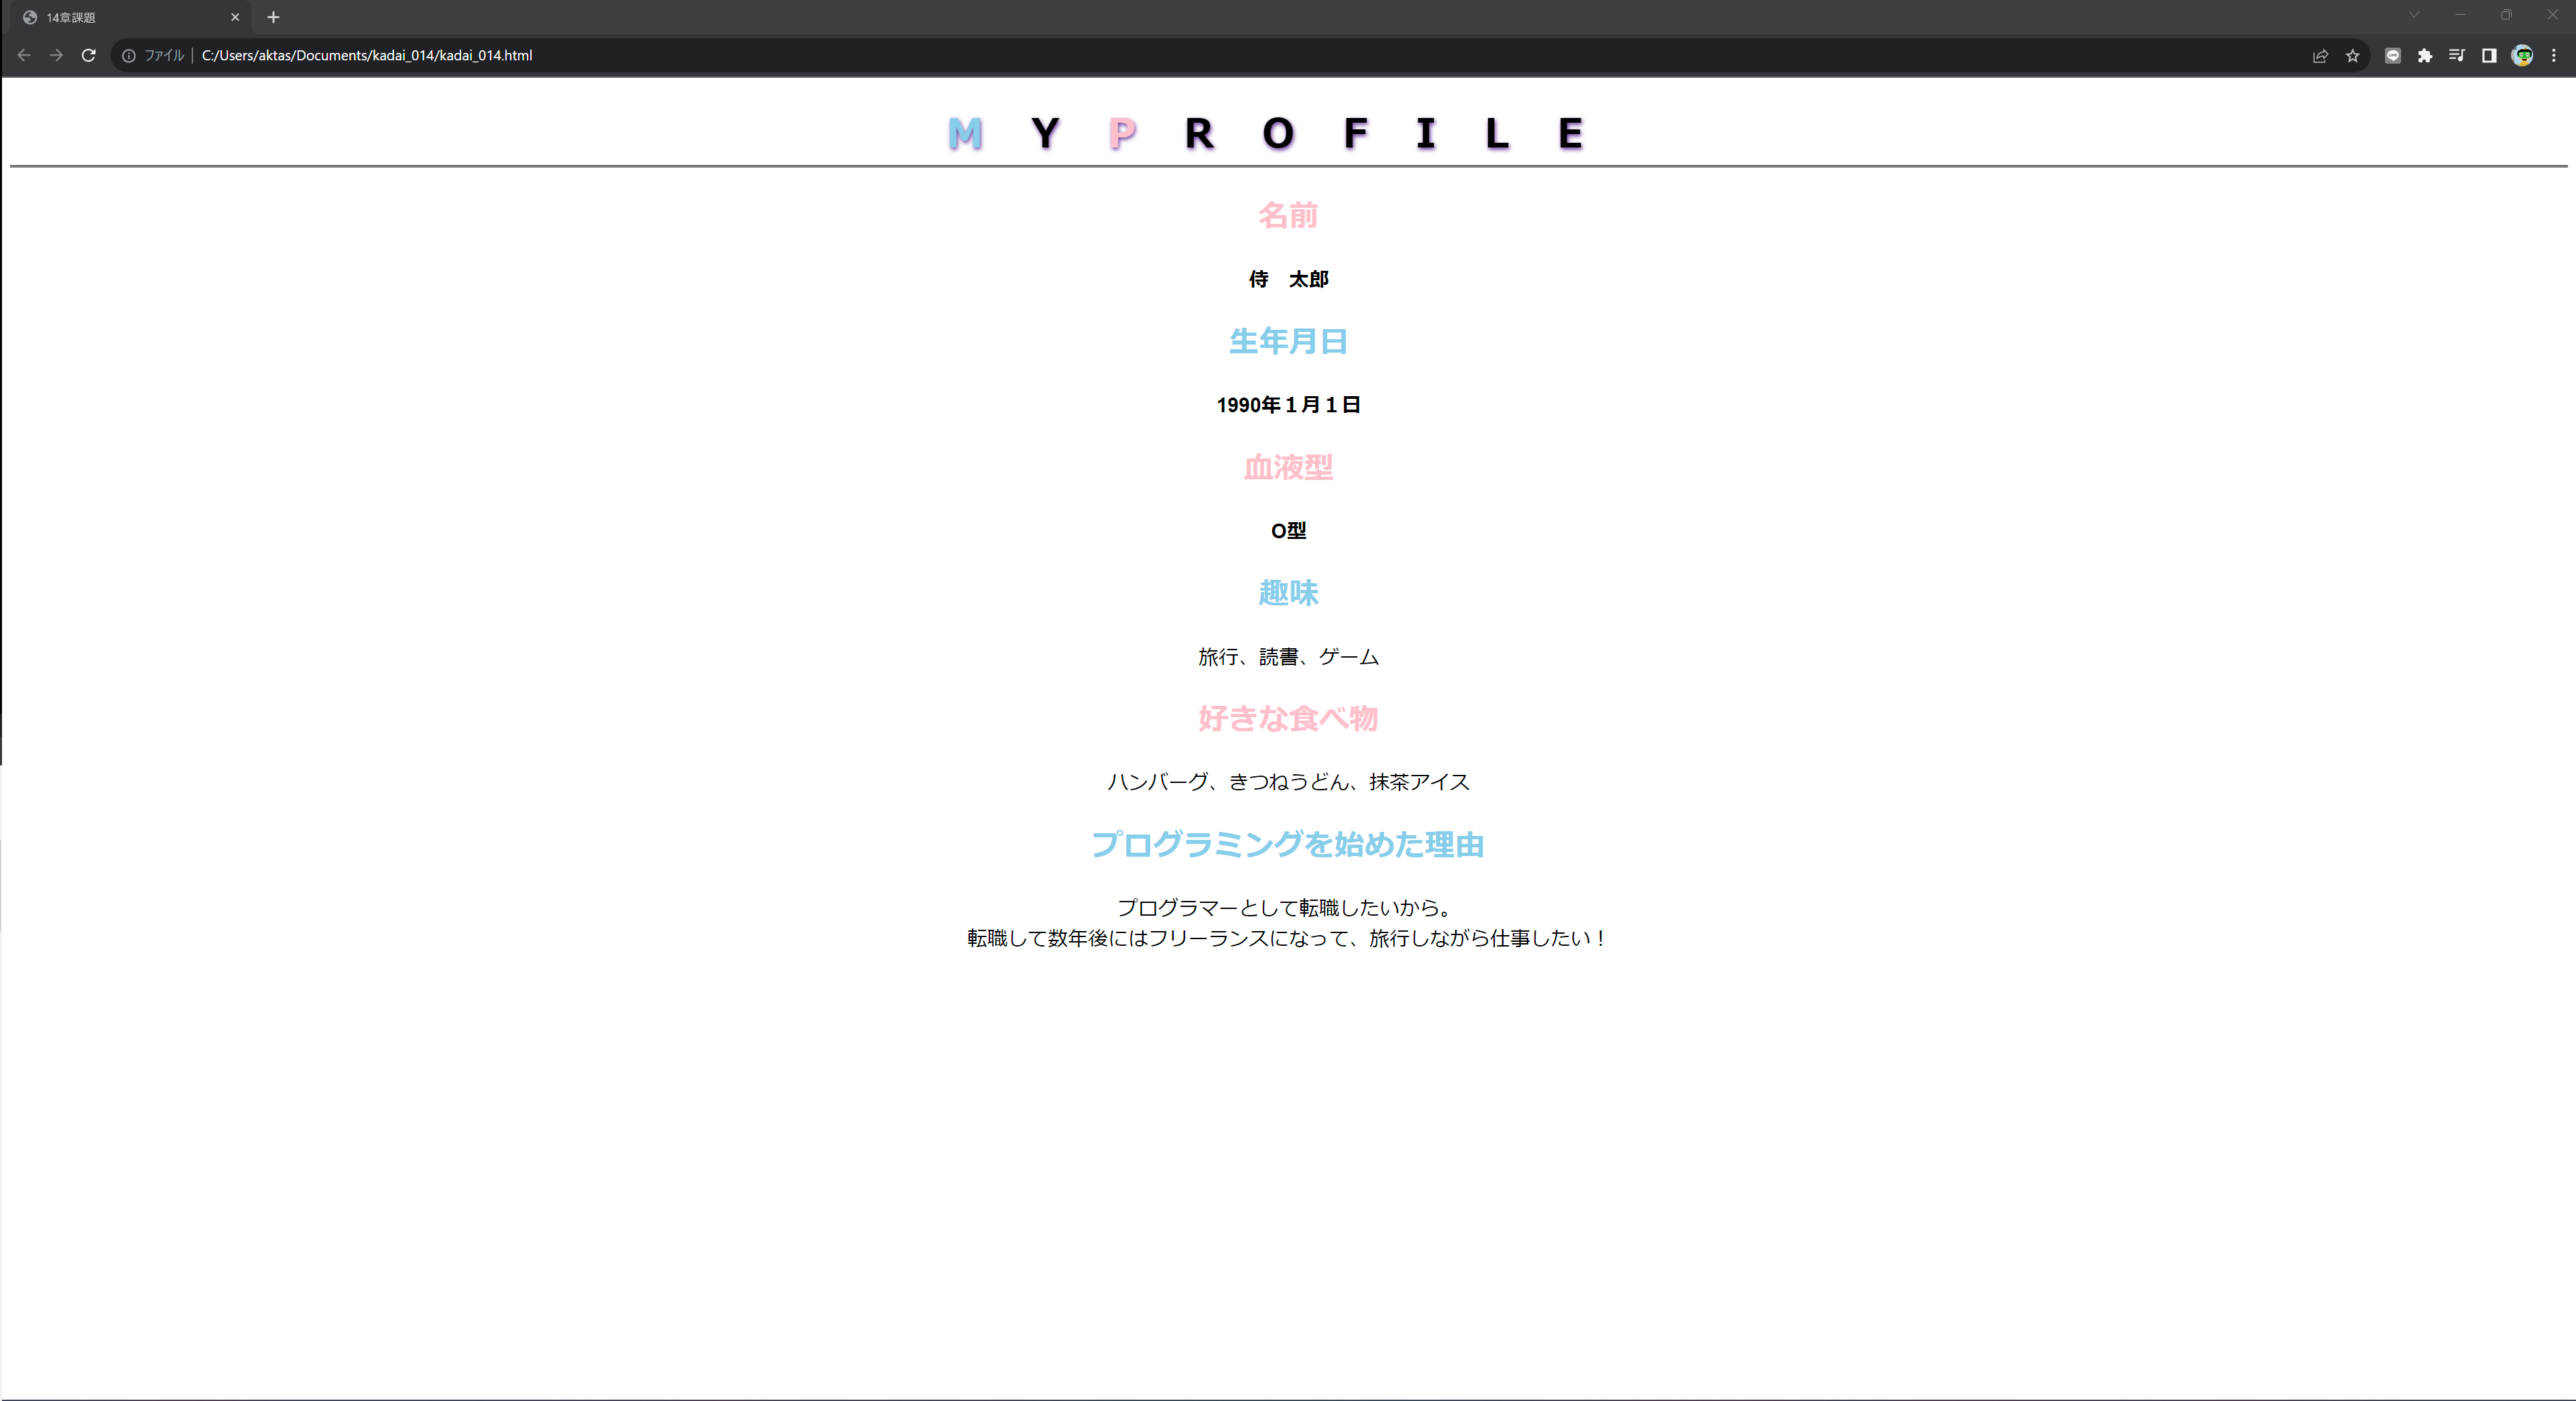 14章課題
ファイル | C:/Users/aktas/Documents/kadai_014/kadai_014.html
M Y P R O F I L E
名前
侍　太郎
生年月日
1990年１月１日
血液型
O型
趣味
旅行、読書、ゲーム
好きな食べ物
ハンバーグ、きつねうどん、抹茶アイス
プログラミングを始めた理由
プログラマーとして転職したいから。
転職して数年後にはフリーランスになって、旅行しながら仕事したい！